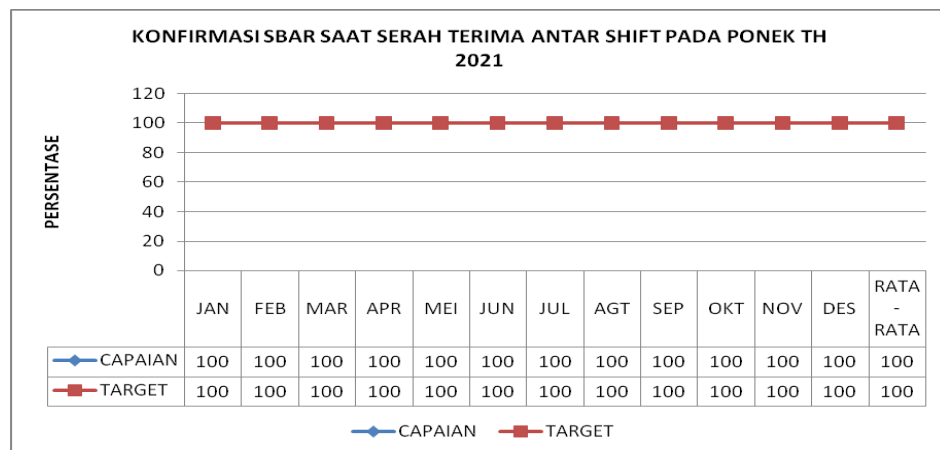 KONFIRMASI SBAR SAAT SERAH TERIMA ANTAR SHIFT PADA PONEK TH
2021
PERSENTASE
120
100
80
60
40
20
0
JAN FEB MAR APR MEI JUN JUL AGT SEP OKT NOV DES RATA - RATA
CAPAIAN 100 100 100 100 100 100 100 100 100 100 100 100 100
TARGET 100 100 100 100 100 100 100 100 100 100 100 100 100
CAPAIAN TARGET